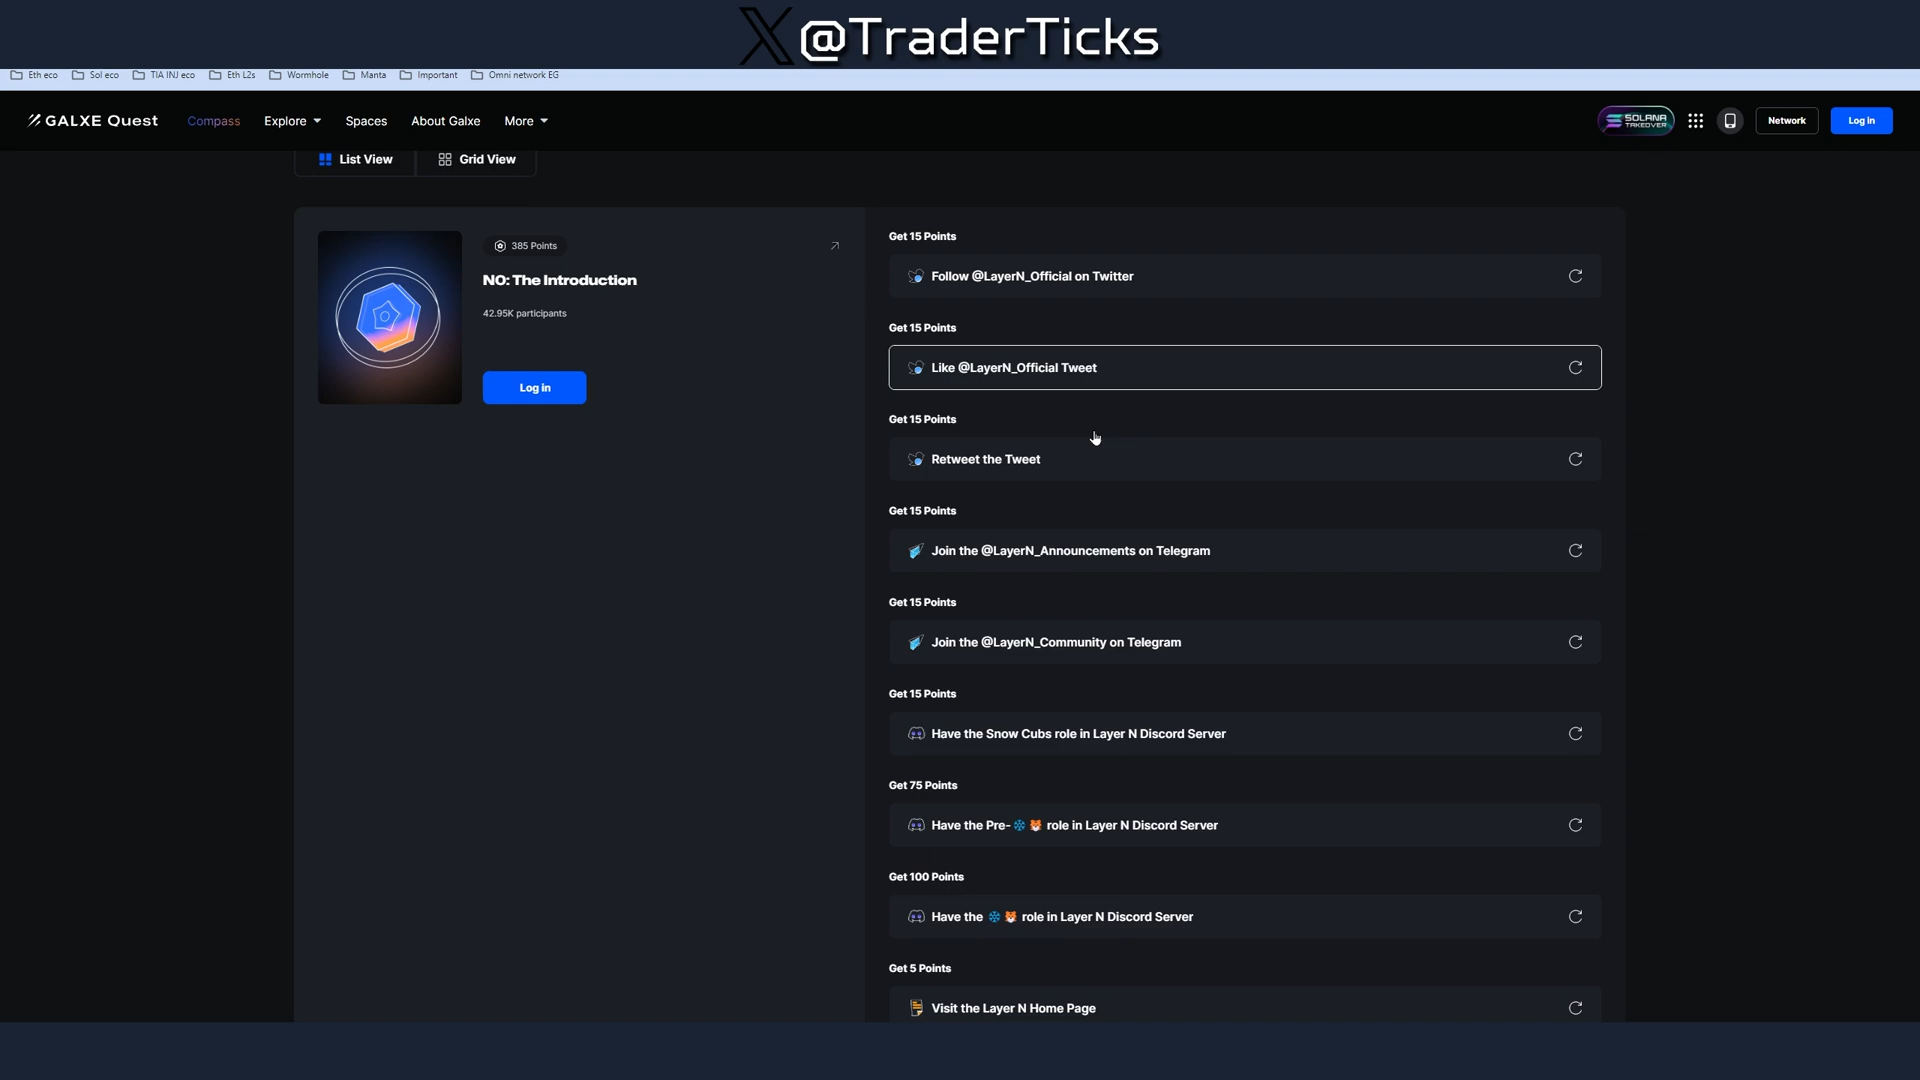 @TraderTicks
Eth eco Sol eco TIA INJ eco Eth L2s Wormhole Manta Important Omni network EG
GALXE Quest Compass Explore Spaces About Galxe More SOLANA TAKEOVER Network Log in
List View Grid View
385 Points
N0: The Introduction
42.95K participants
Log in
Get 15 Points
Follow @LayerN_Official on Twitter
Get 15 Points
Like @LayerN_Official Tweet
Get 15 Points
Retweet the Tweet
Get 15 Points
Join the @LayerN_Announcements on Telegram
Get 15 Points
Join the @LayerN_Community on Telegram
Get 15 Points
Have the Snow Cubs role in Layer N Discord Server
Get 75 Points
Have the Pre-❄️🐯 role in Layer N Discord Server
Get 100 Points
Have the ❄️🐯 role in Layer N Discord Server
Get 5 Points
Visit the Layer N Home Page